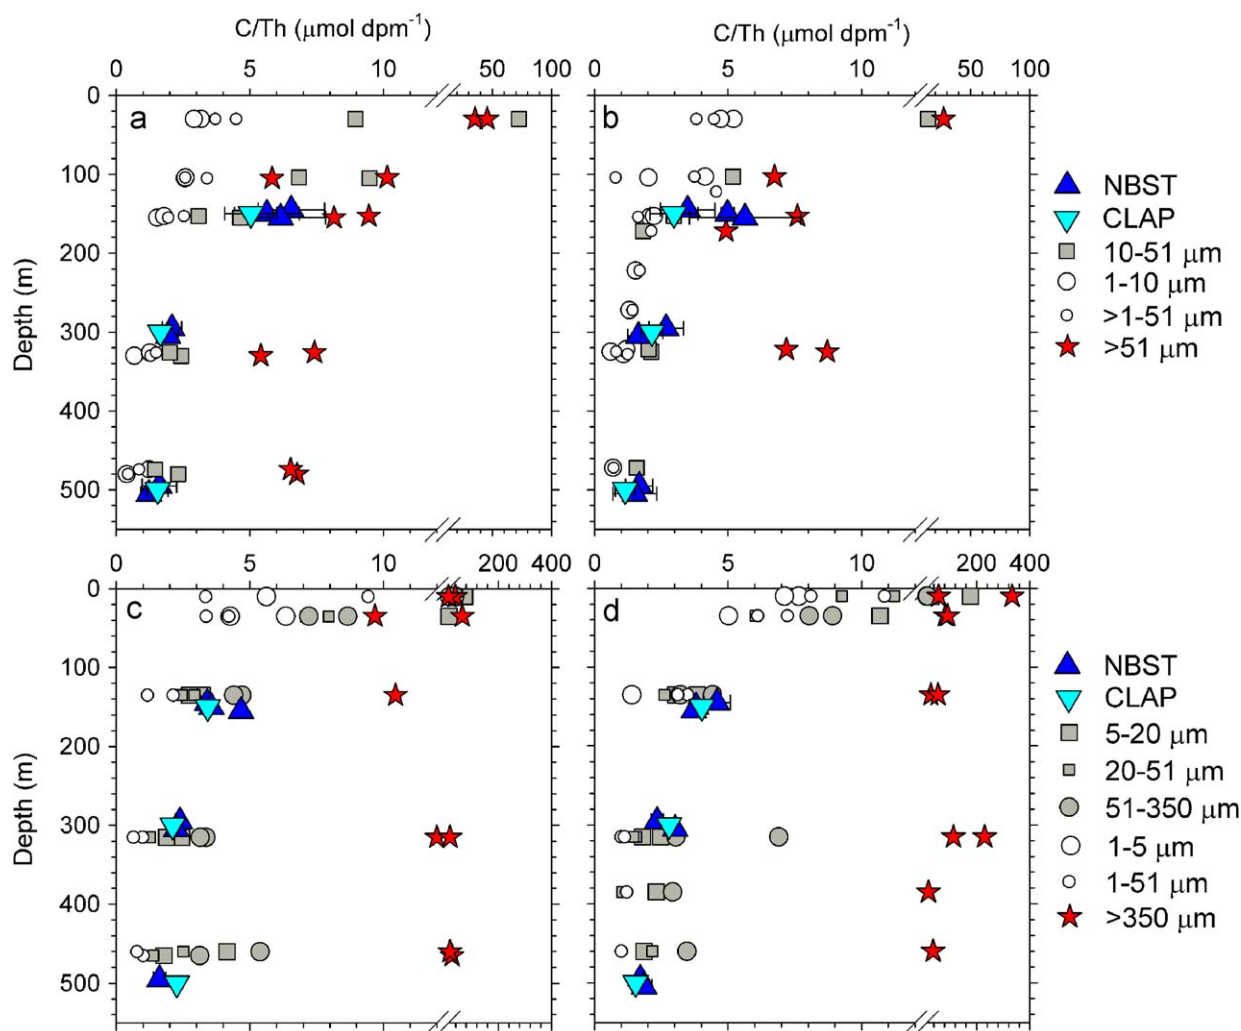 C/Th (μmol dpm⁻¹) C/Th (μmol dpm⁻¹)
0 5 10 50 100 0 5 10 50 100
0
a b
100
200
300
400
500
Depth (m)
NBST
CLAP
10-51 μm
1-10 μm
>1-51 μm
>51 μm
0 5 10 200 400 0 5 10 200 400
0
c d
100
200
300
400
500
Depth (m)
NBST
CLAP
5-20 μm
20-51 μm
51-350 μm
1-5 μm
1-51 μm
>350 μm